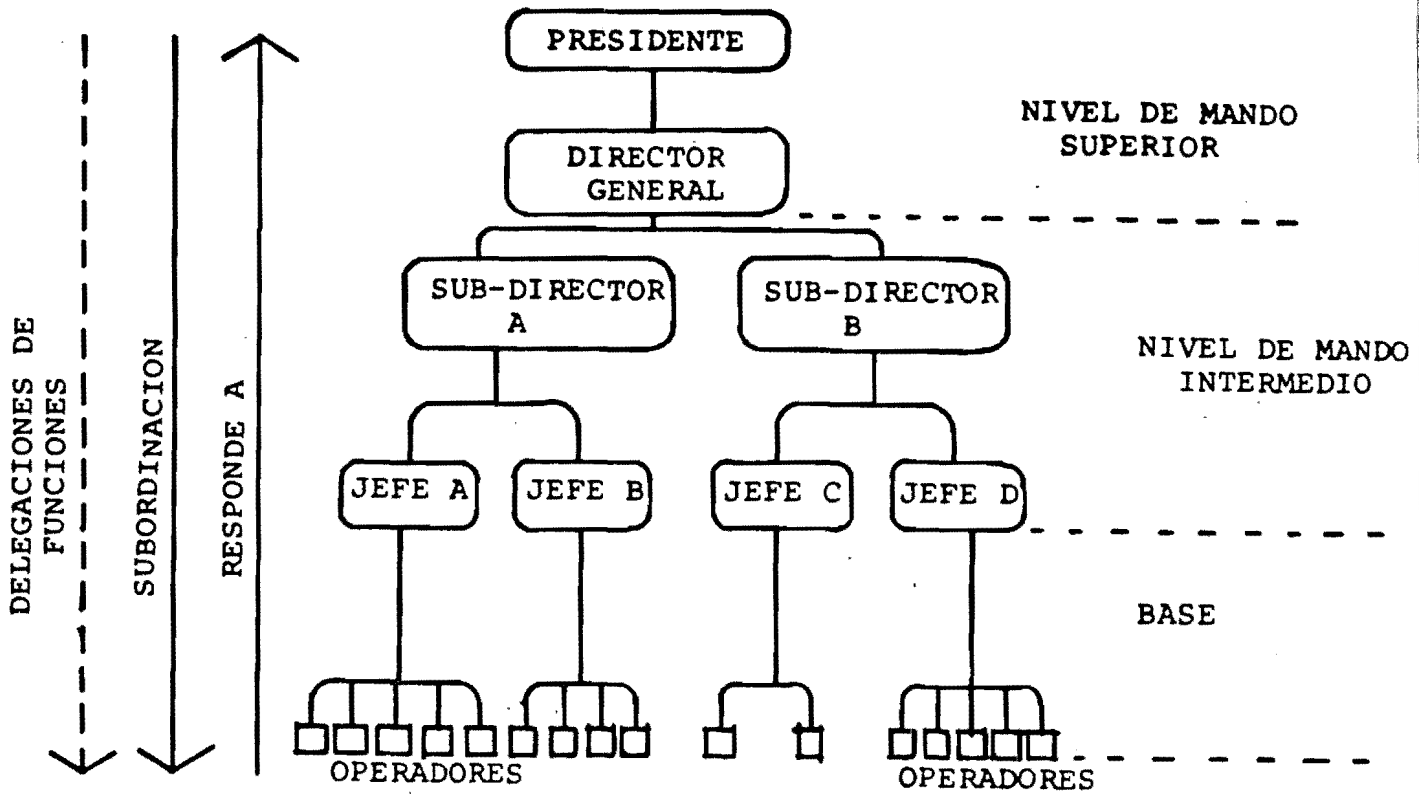 PRESIDENTE
NIVEL DE MANDO
SUPERIOR
DIRECTOR
GENERAL
SUB-DIRECTOR
A
SUB-DIRECTOR
B
NIVEL DE MANDO
INTERMEDIO
DELEGACIONES DE
FUNCIONES
SUBORDINACION
RESPONDE A
JEFE A
JEFE B
JEFE C
JEFE D
BASE
OPERADORES
OPERADORES